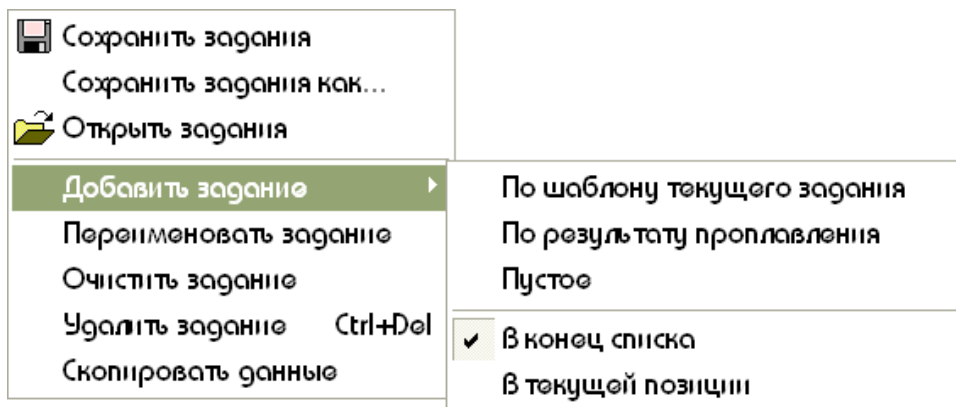 Сохранить задания
Сохранить задания как...
Открыть задания
Добавить задание
Переименовать задание
Очистить задание
Удалить задание Ctrl+Del
Скопировать данные
По шаблону текущего задания
По результату проплавления
Пустое
В конец списка
В текущей позиции